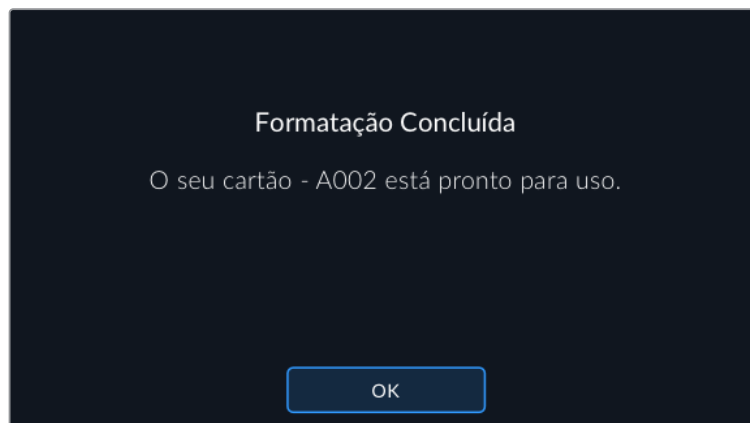 Formatação Concluída
O seu cartão - A002 está pronto para uso.
OK